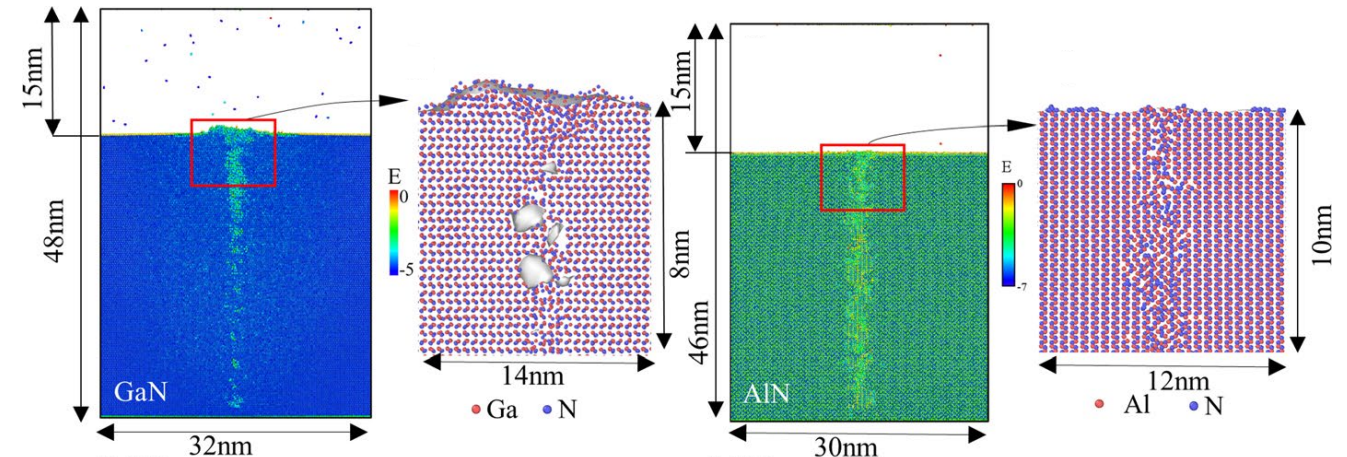 15nm
48nm
GaN
32nm
E
0
-5
8nm
14nm
Ga N
15nm
46nm
AlN
30nm
E
0
-7
10nm
12nm
Al N